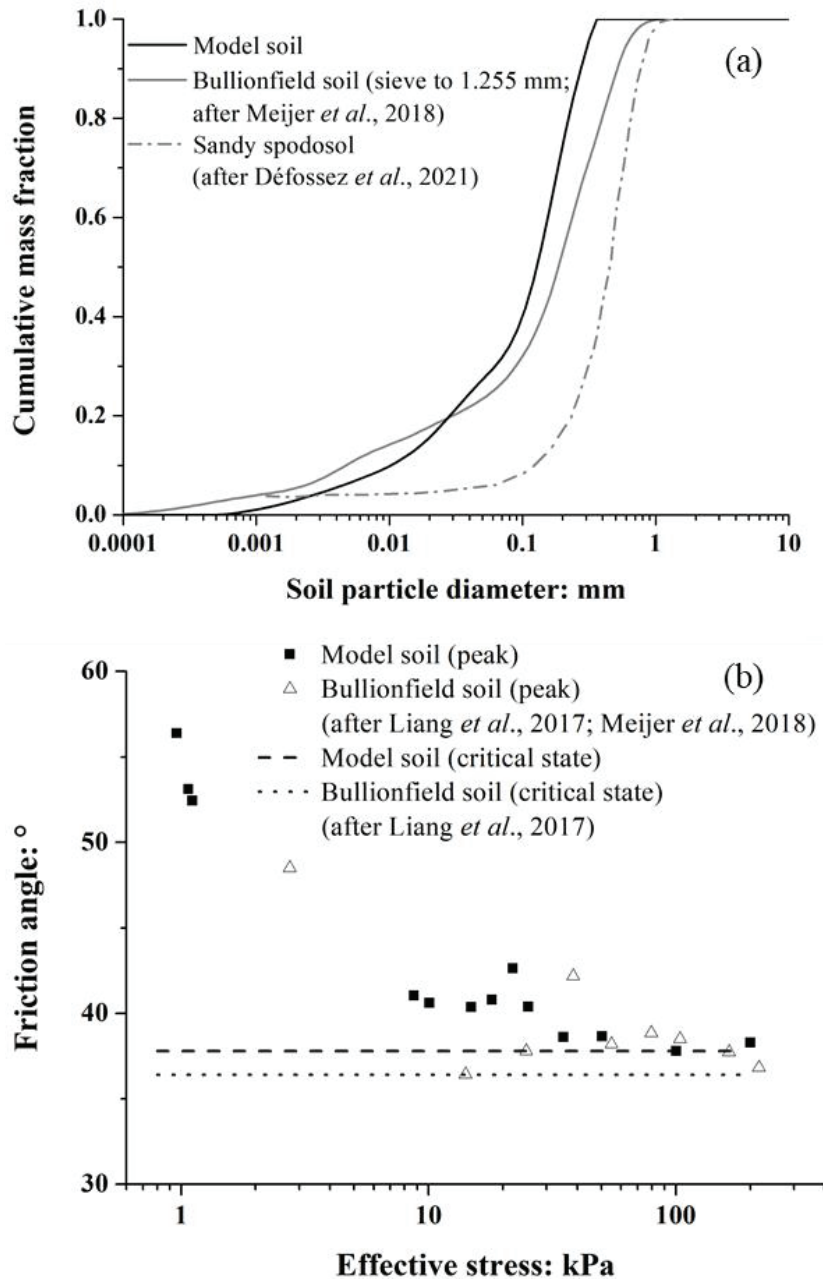 1.0
0.8
0.6
0.4
0.2
0.0
Cumulative mass fraction
Model soil
Bullionfield soil (sieve to 1.255 mm;
after Meijer et al., 2018)
Sandy spodosol
(after Défossez et al., 2021)
(a)
0.0001 0.001 0.01 0.1 1 10
Soil particle diameter: mm
60
50
40
30
Friction angle: °
Model soil (peak)
Bullionfield soil (peak)
(after Liang et al., 2017; Meijer et al., 2018)
Model soil (critical state)
Bullionfield soil (critical state)
(after Liang et al., 2017)
(b)
1 10 100
Effective stress: kPa